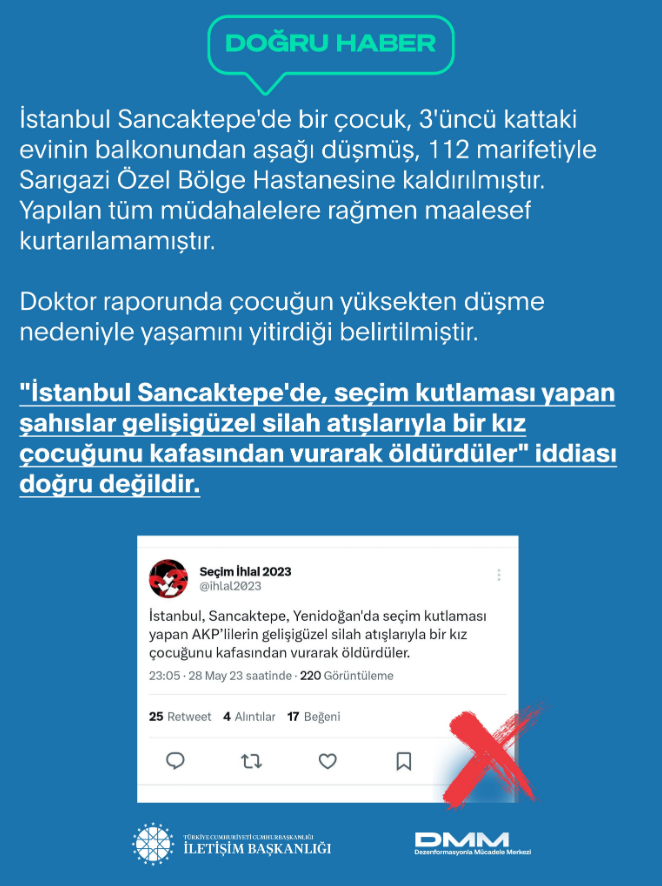 DOĞRU HABER
İstanbul Sancaktepe'de bir çocuk, 3'üncü kattaki
evinin balkonundan aşağı düşmüş, 112 marifetiyle
Sarıgazi Özel Bölge Hastanesine kaldırılmıştır.
Yapılan tüm müdahalelere rağmen maalesef
kurtarılamamıştır.
Doktor raporunda çocuğun yüksekten düşme
nedeniyle yaşamını yitirdiği belirtilmiştir.
"İstanbul Sancaktepe'de, seçim kutlaması yapan
şahıslar gelişigüzel silah atışlarıyla bir kız
çocuğunu kafasından vurarak öldürdüler" iddiası
doğru değildir.
Seçim İhlal 2023
@ihlal2023
İstanbul, Sancaktepe, Yenidoğan'da seçim kutlaması
yapan AKP'lilerin gelişigüzel silah atışlarıyla bir kız
çocuğunu kafasından vurarak öldürdüler.
23:05 · 28 May 23 saatinde · 220 Görüntüleme
25 Retweet 4 Alıntılar 17 Beğeni
TÜRKİYE CUMHURİYETİ CUMHURBAŞKANLIĞI
İLETİŞİM BAŞKANLIĞI
DMM
Dezenformasyonla Mücadele Merkezi